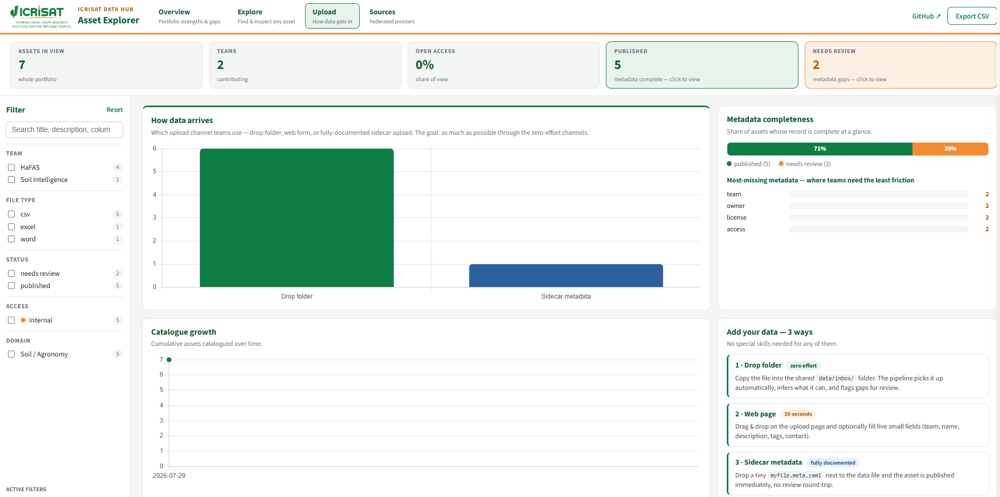 ICRISAT
INTERNATIONAL CROPS RESEARCH
INSTITUTE FOR THE SEMI-ARID TROPICS
ICRISAT DATA HUB
Asset Explorer
Overview
Portfolio strengths & gaps
Explore
Find & inspect any asset
Upload
How data gets in
Sources
Federated pointers
GitHub ↗
Export CSV
ASSETS IN VIEW
7
whole portfolio
TEAMS
2
contributing
OPEN ACCESS
0%
share of view
PUBLISHED
5
metadata complete — click to view
NEEDS REVIEW
2
metadata gaps — click to view
Filter
Reset
Search title, description, colum
TEAM
HaFAS 4
Soil Intelligence 1
FILE TYPE
csv 5
excel 1
word 1
STATUS
needs review 2
published 5
ACCESS
internal 5
DOMAIN
Soil / Agronomy 5
ACTIVE FILTERS
How data arrives
Which upload channel teams use — drop-folder, web form, or fully-documented sidecar upload. The goal: as much as possible through the zero-effort channels.
6
5
4
3
2
1
0
Drop folder
Sidecar metadata
Metadata completeness
Share of assets whose record is complete at a glance.
71% 29%
published (5) needs review (2)
Most-missing metadata — where teams need the least friction
team 2
owner 2
license 2
access 2
Catalogue growth
Cumulative assets catalogued over time.
7
6
5
4
3
2
1
0
2026-07-29
Add your data — 3 ways
No special skills needed for any of them.
1 · Drop folder zero effort
Copy the file into the shared data/inbox/ folder. The pipeline picks it up
automatically, infers what it can, and flags gaps for review.
2 · Web page 30 seconds
Drag & drop on the upload page and optionally fill five small fields (team, name,
description, tags, contact).
3 · Sidecar metadata fully documented
Drop a tiny myfile.meta.yaml next to the data file and the asset is published
immediately, no review round-trip.